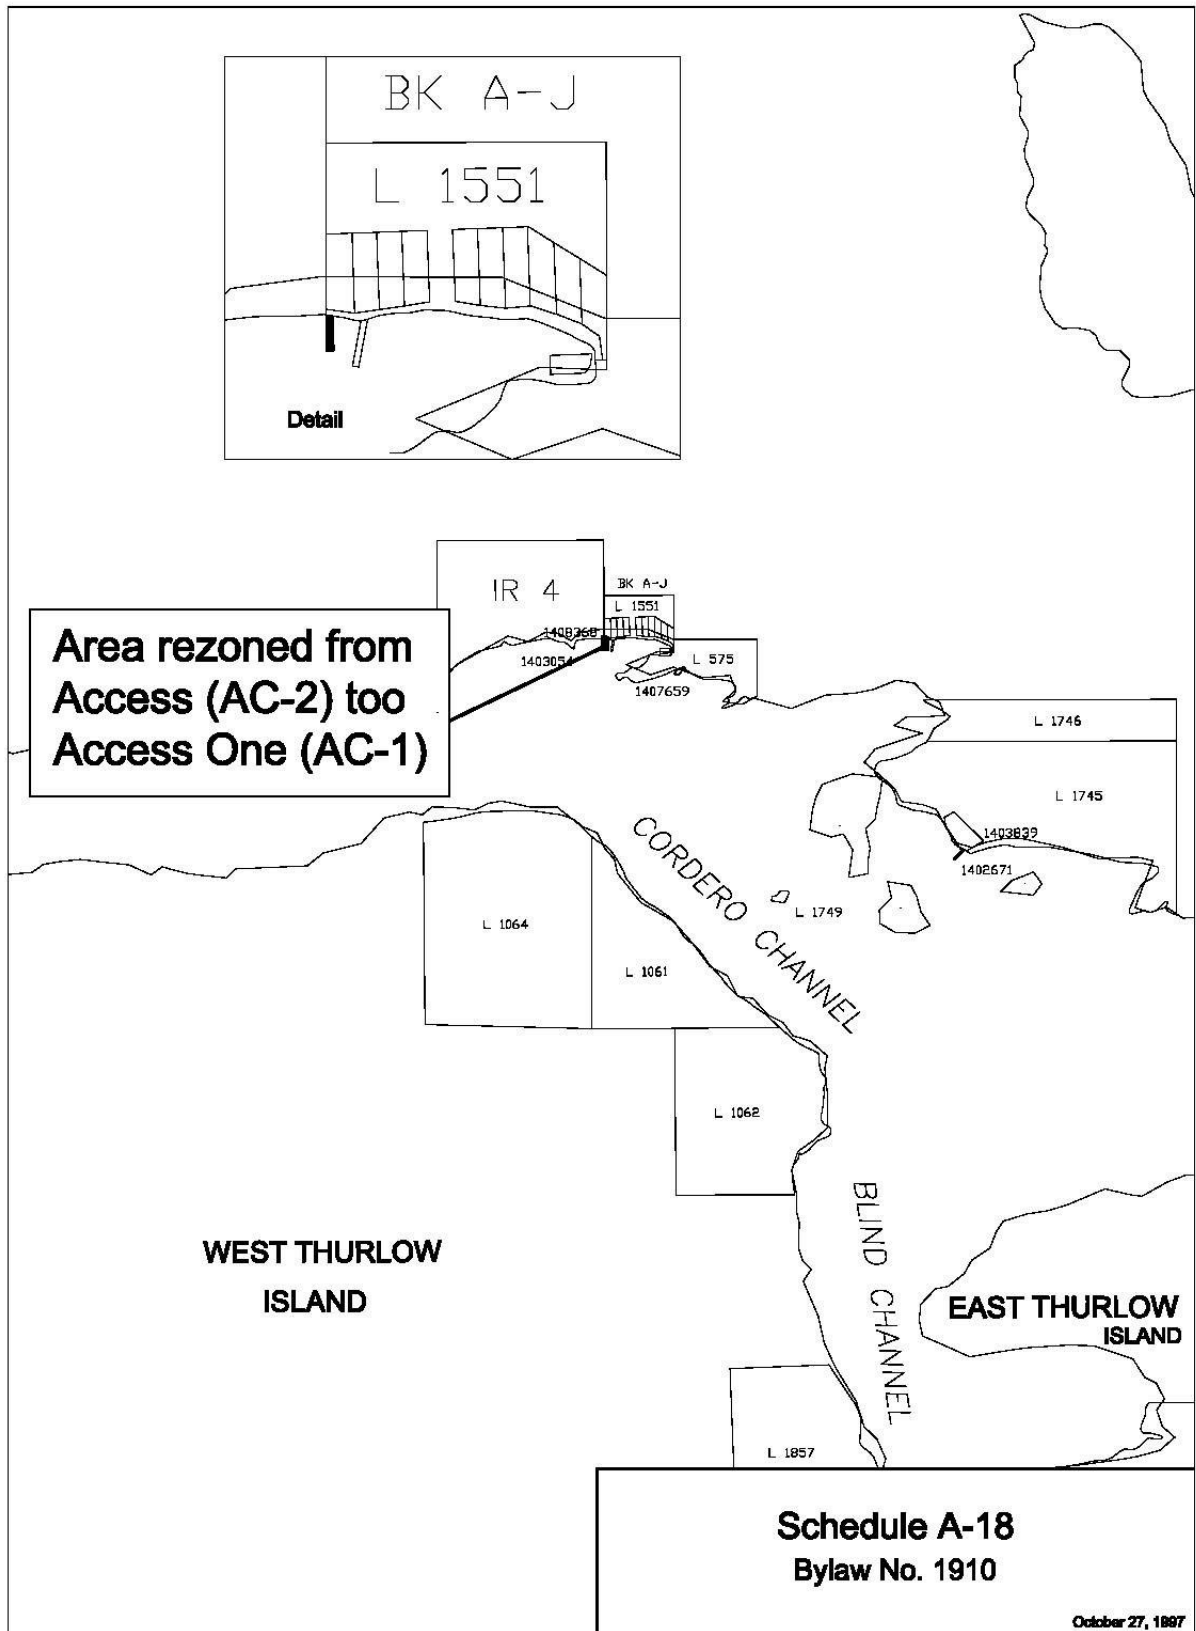 BK A-J
L 1551
Detail
IR 4
BK A-J
L 1551
1408368
1403054
L 575
1407659
Area rezoned from
Access (AC-2) too
Access One (AC-1)
L 1746
L 1745
1403839
1402671
CORDERO CHANNEL
L 1749
L 1064
L 1061
L 1062
BLIND CHANNEL
WEST THURLOW
ISLAND
EAST THURLOW
ISLAND
L 1857
Schedule A-18
Bylaw No. 1910
October 27, 1997